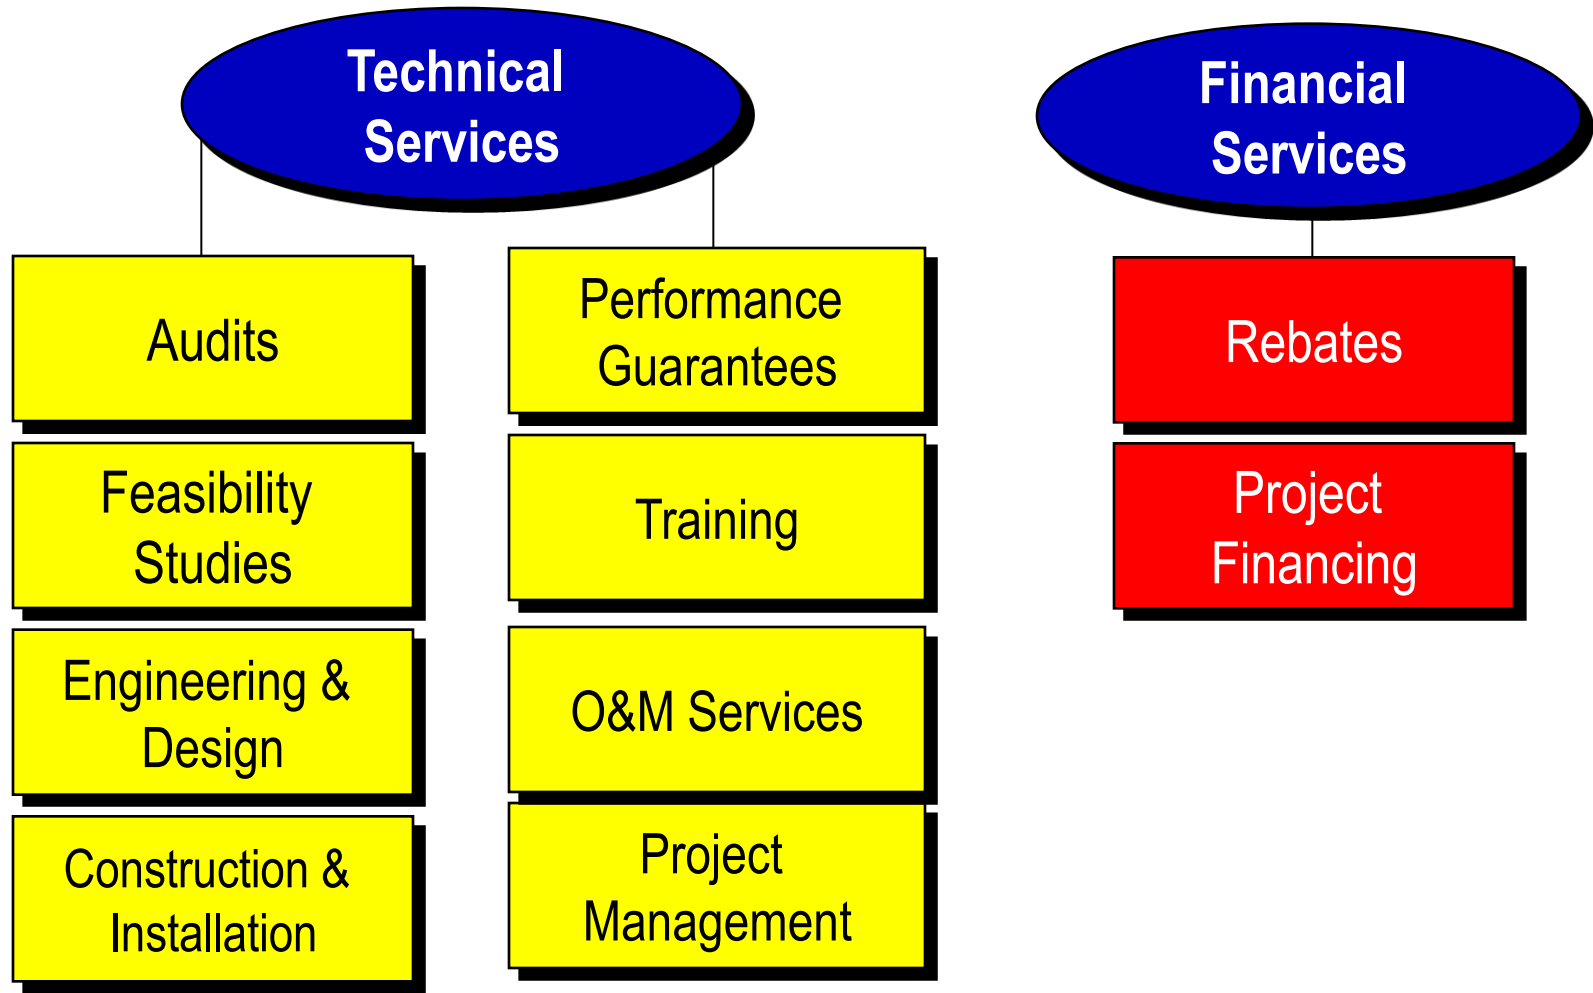 Technical
Services
Audits
Feasibility
Studies
Engineering &
Design
Construction &
Installation
Performance
Guarantees
Training
O&M Services
Project
Management
Financial
Services
Rebates
Project
Financing